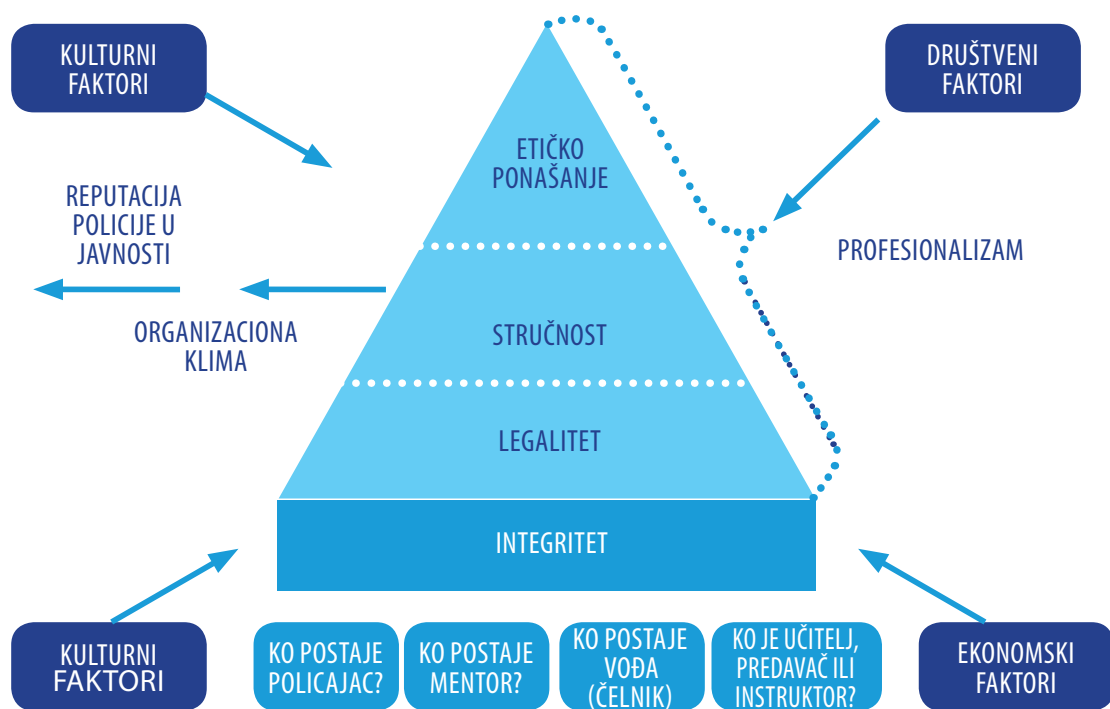 KULTURNI
FAKTORI
DRUŠTVENI
FAKTORI
ETIČKO
PONAŠANJE
REPUTACIJA
POLICIJE U
JAVNOSTI
PROFESIONALIZAM
ORGANIZACIONA
KLIMA
STRUČNOST
LEGALITET
INTEGRITET
KULTURNI
FAKTORI
KO POSTAJE
POLICAJAC?
KO POSTAJE
MENTOR?
KO POSTAJE
VOĐA
(ČELNIK)
KO JE UČITELJ,
PREDAVAČ ILI
INSTRUKTOR?
EKONOMSKI
FAKTORI